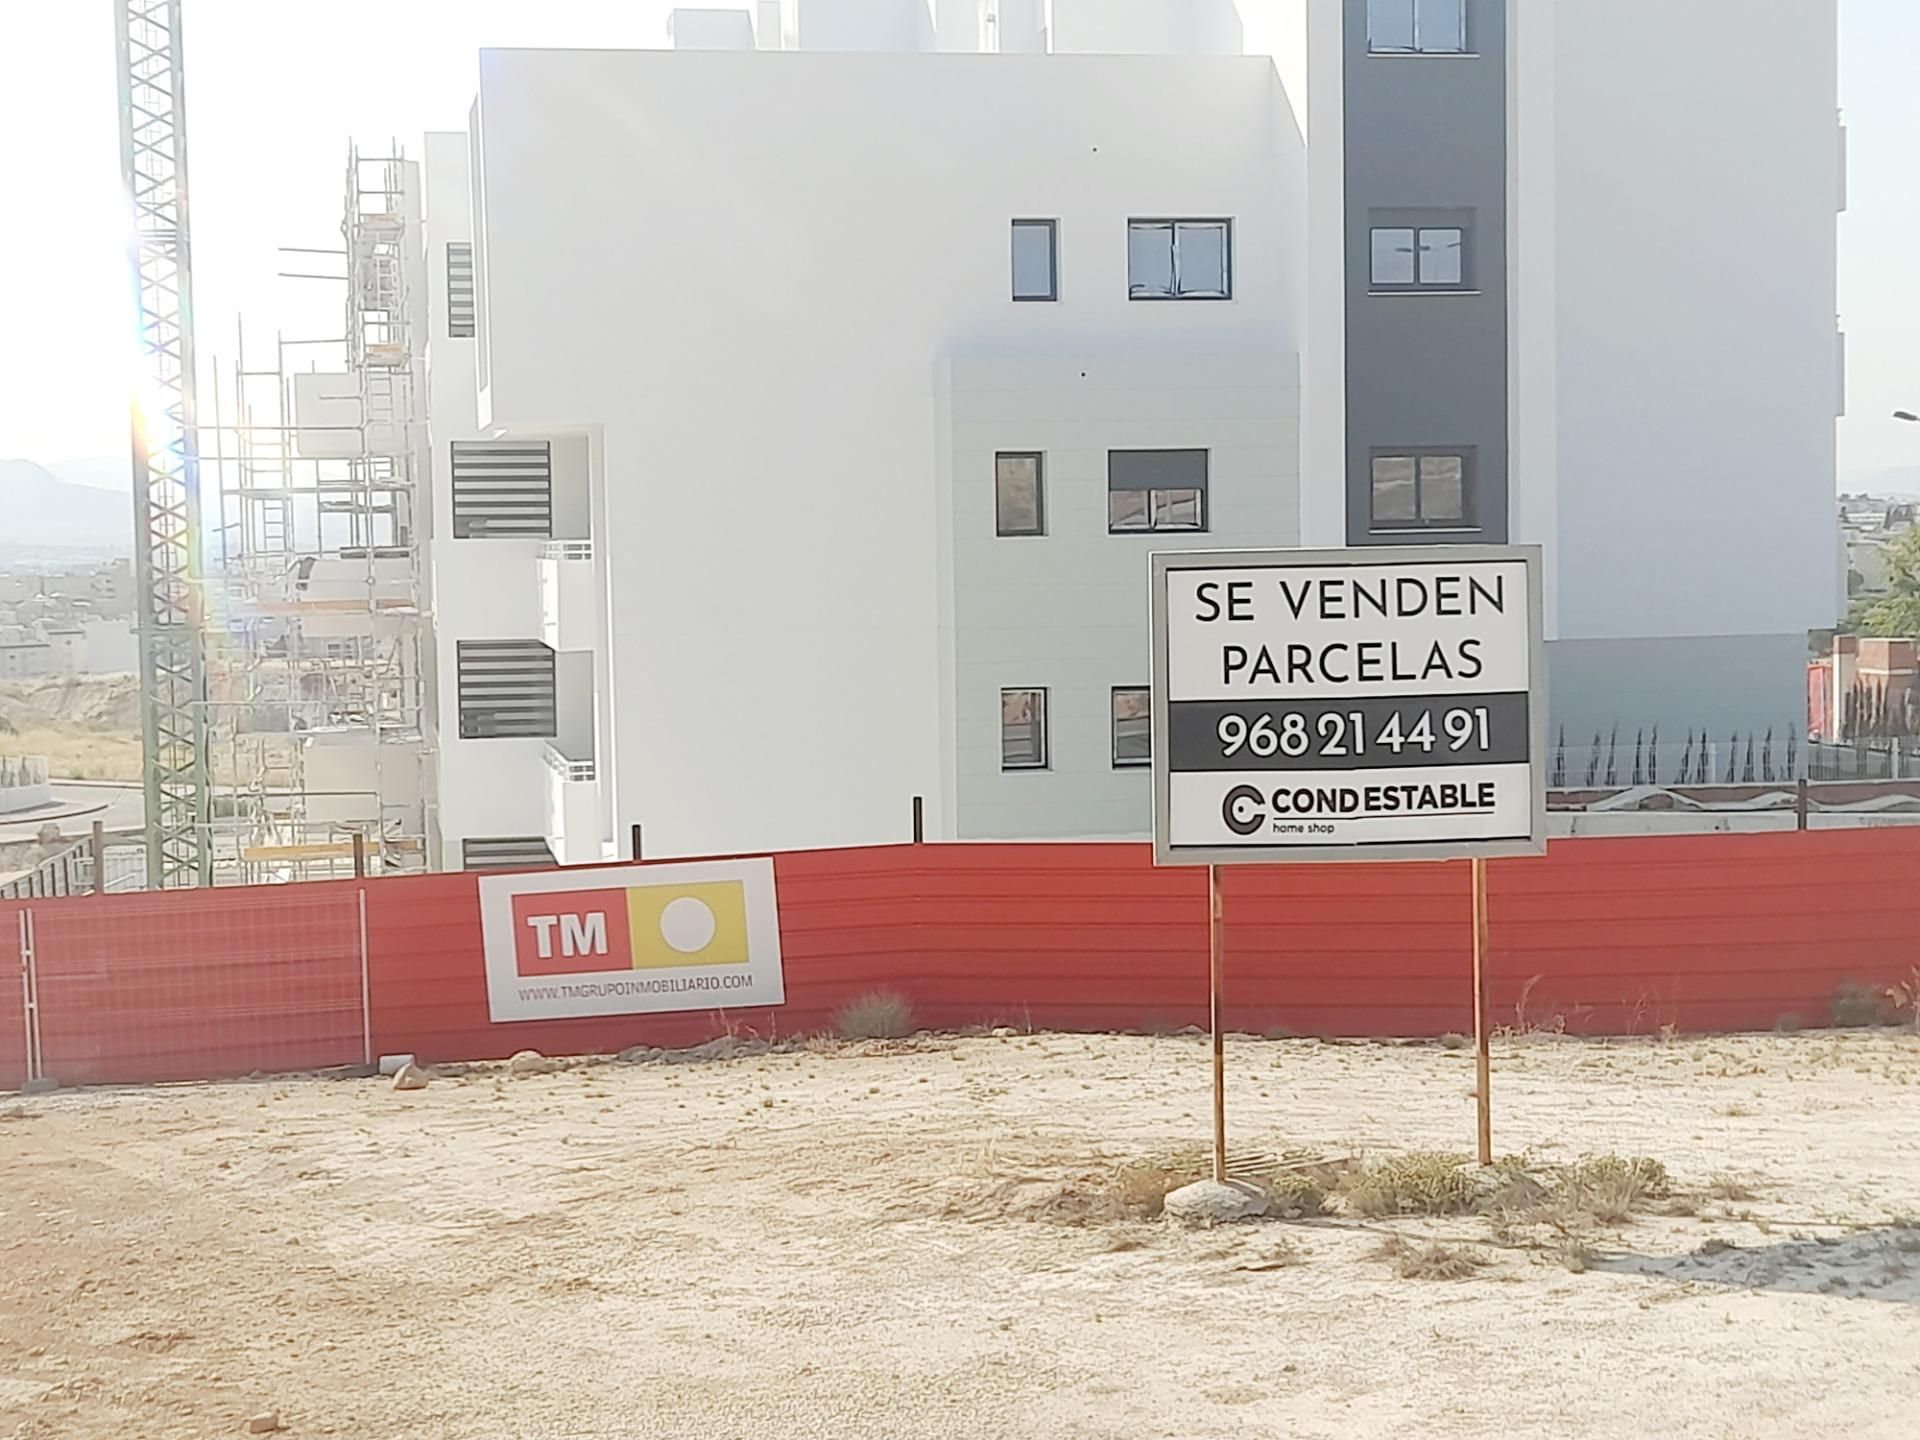 SE VENDEN
PARCELAS
968 21 44 91
CONDESTABLE
home shop
TM
WWW.TMGRUPOINMOBILIARIO.COM